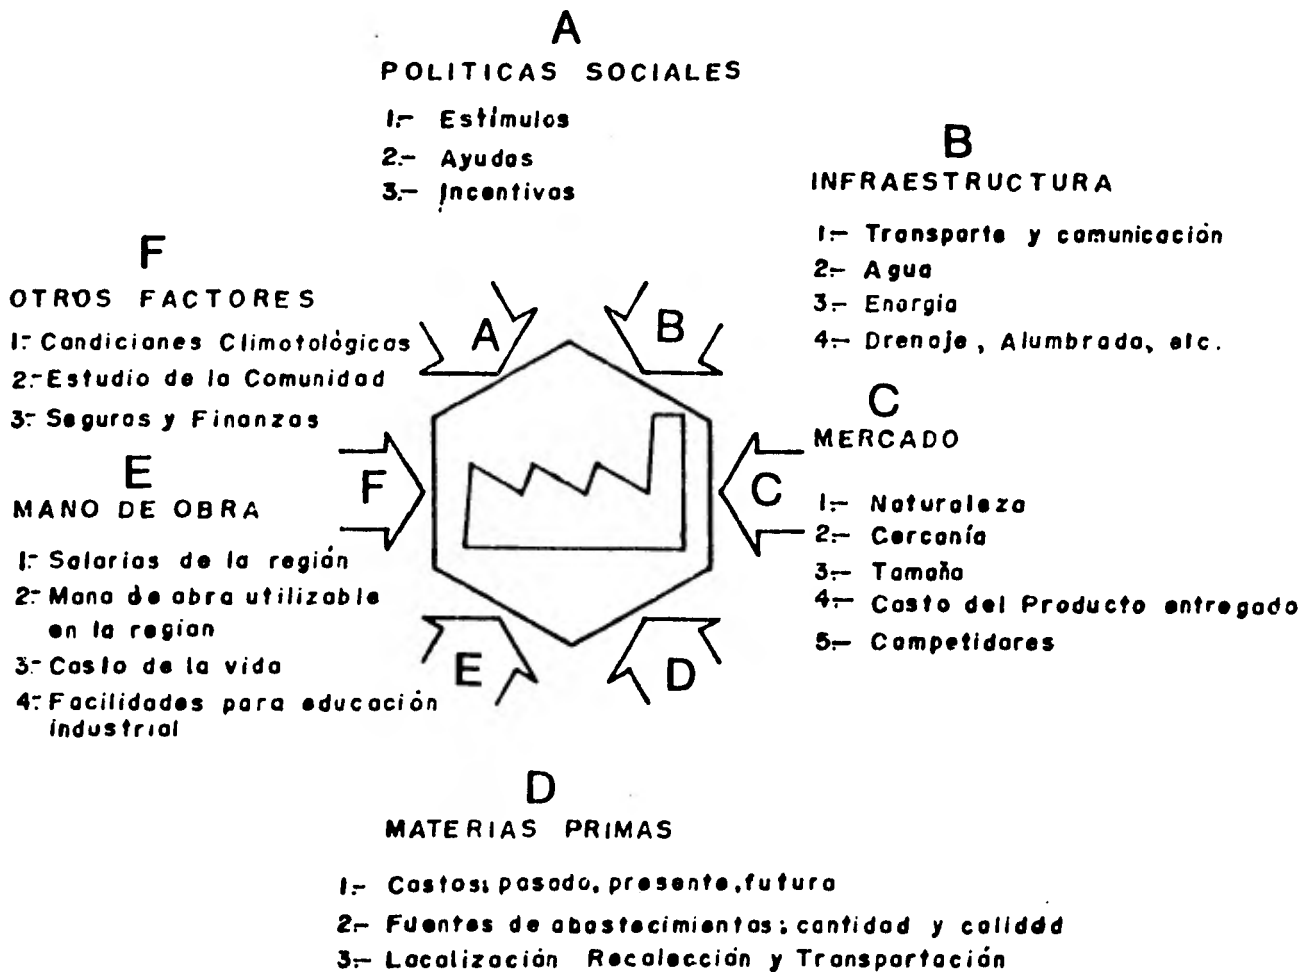 A
POLITICAS SOCIALES
1.- Estímulos
2.- Ayudas
3.- Incentivos
B
INFRAESTRUCTURA
1.- Transporte y comunicación
2.- Agua
3.- Energia
4.- Drenaje, Alumbrado, etc.
F
OTROS FACTORES
1.- Condiciones Climotológicas
2.- Estudio de la Comunidad
3.- Seguros y Finanzas
A
B
C
MERCADO
1.- Naturaleza
2.- Cercanía
3.- Tamaño
4.- Costo del Producto entregado
5.- Competidores
E
MANO DE OBRA
1.- Salarios de la región
2.- Mano de obra utilizable
en la region
3.- Costo de la vida
4.- Facilidades para educación
industrial
F
C
E
D
D
MATERIAS PRIMAS
1.- Costos; pasado, presente, futuro
2.- Fuentes de abastecimientos; cantidad y calidad
3.- Localización Recolección y Transportación